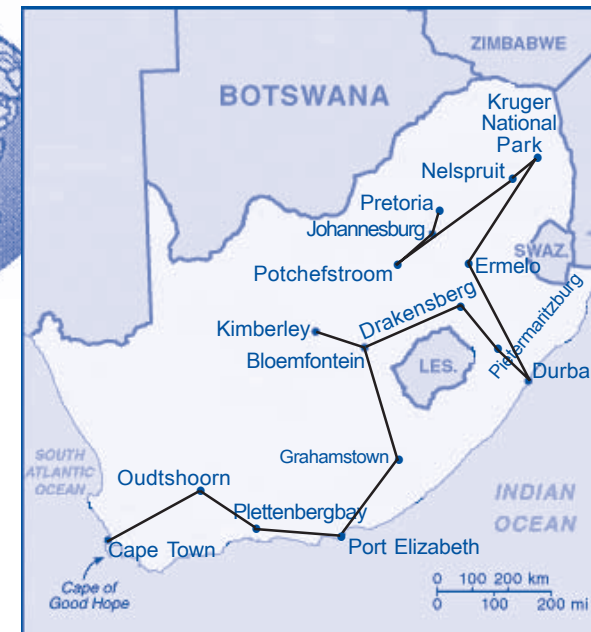 ZIMBABWE
BOTSWANA
Kruger
National
Park
Nelspruit
Pretoria
Johannesburg
SWAZ.
Potchefstroom
Ermelo
Drakensberg
Pietermaritzburg
Kimberley
Bloemfontein
LES.
Durba
Grahamstown
SOUTH
ATLANTIC
OCEAN
Oudtshoorn
INDIAN
OCEAN
Plettenbergbay
Cape Town
Port Elizabeth
Cape of
Good Hope
0 100 200 km
0 100 200 mi